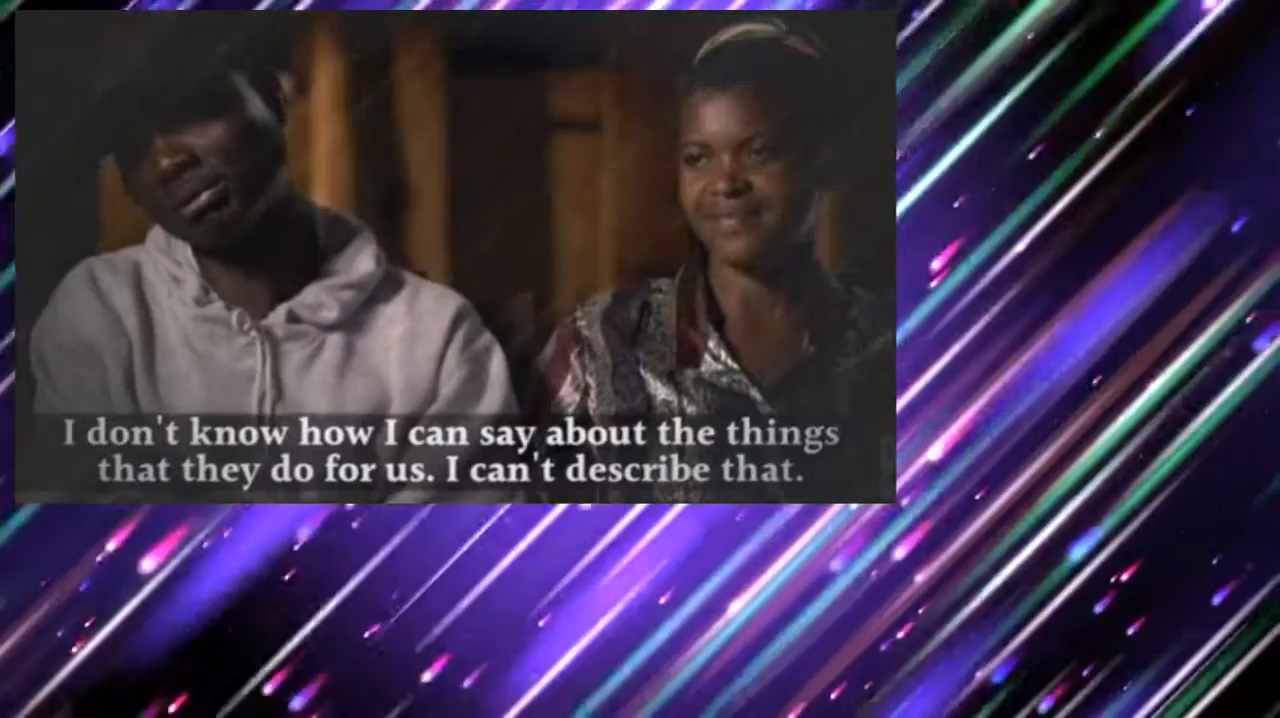 I don't know how I can say about the things
that they do for us. I can't describe that.